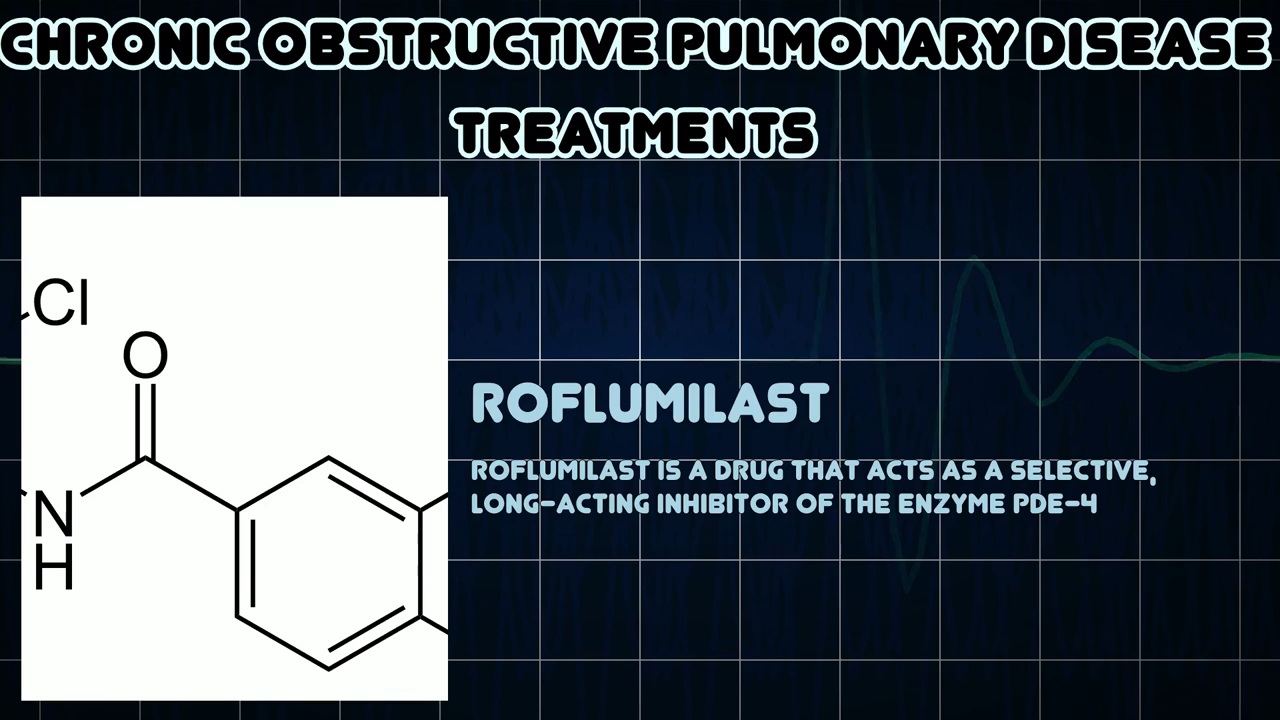 CHRONIC OBSTRUCTIVE PULMONARY DISEASE
TREATMENTS
Cl
O
N
H
ROFLUMILAST
ROFLUMILAST IS A DRUG THAT ACTS AS A SELECTIVE,
LONG-ACTING INHIBITOR OF THE ENZYME PDE-4